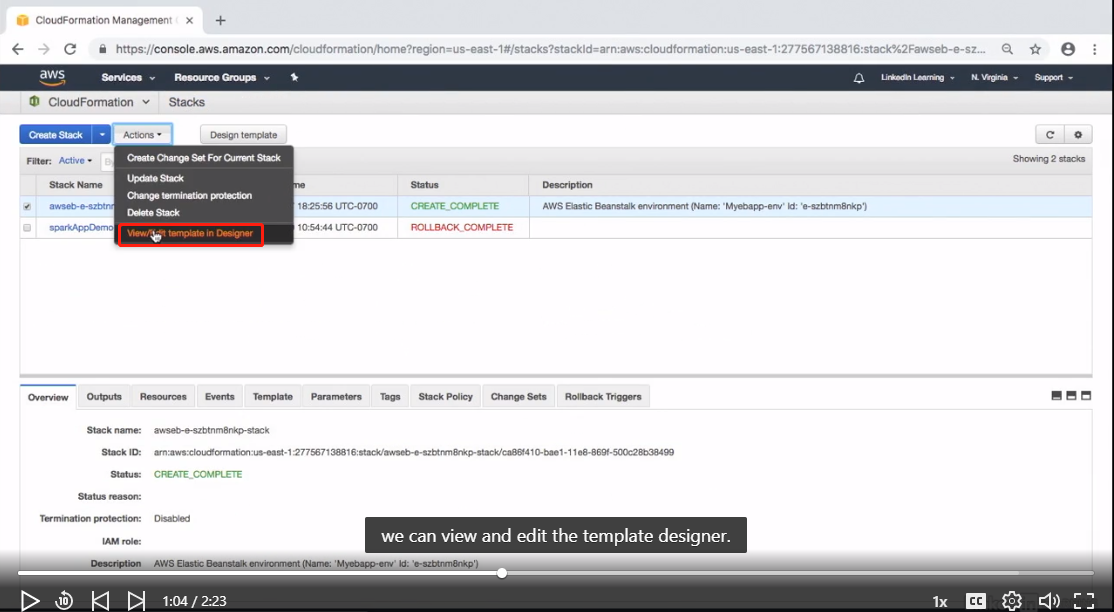 CloudFormation Management
https://console.aws.amazon.com/cloudformation/home?region=us-east-1#/stacks?stackId=arn:aws:cloudformation:us-east-1:277567138816:stack%2Fawseb-e-sz...
aws Services Resource Groups LinkedIn Learning N. Virginia Support
CloudFormation Stacks
Create Stack Actions Design template
Create Change Set For Current Stack
Filter: Active By Showing 2 stacks
Update Stack
Stack Name me Status Description
Change termination protection
awseb-e-szbtnm 18:25:56 UTC-0700 CREATE_COMPLETE AWS Elastic Beanstalk environment (Name: 'Myebapp-env' Id: 'e-szbtnm8nkp')
Delete Stack
sparkAppDemo 10:54:44 UTC-0700 ROLLBACK_COMPLETE
View/Edit template in Designer
Overview Outputs Resources Events Template Parameters Tags Stack Policy Change Sets Rollback Triggers
Stack name: awseb-e-szbtnm8nkp-stack
Stack ID: arn:aws:cloudformation:us-east-1:277567138816:stack/awseb-e-szbtnm8nkp-stack/ca86f410-bae1-11e8-869f-500c28b38499
Status: CREATE_COMPLETE
Status reason:
Termination protection: Disabled
we can view and edit the template designer.
IAM role:
Description AWS Elastic Beanstalk environment (Name: 'Myebapp-env' Id: 'e-szbtnm8nkp')
10 1:04 / 2:23 1x CC